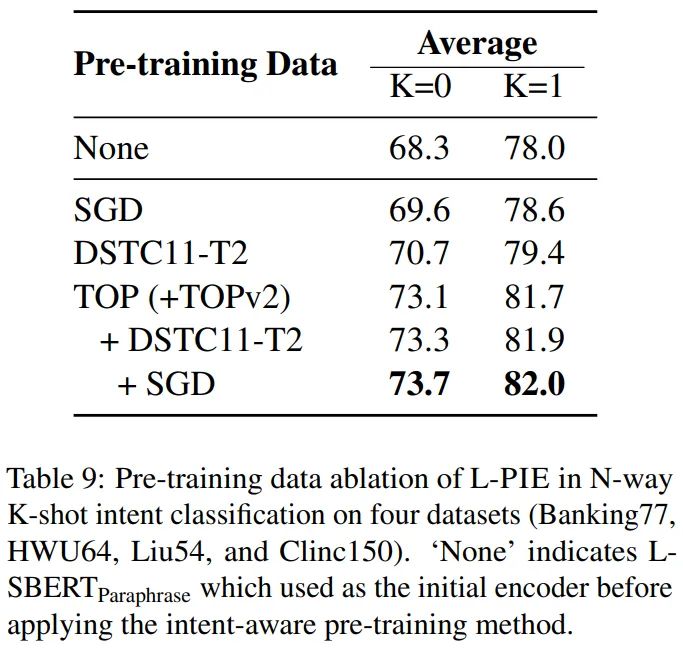 Pre-training Data Average
K=0 K=1
None 68.3 78.0
SGD 69.6 78.6
DSTC11-T2 70.7 79.4
TOP (+TOPv2) 73.1 81.7
+ DSTC11-T2 73.3 81.9
+ SGD 73.7 82.0
Table 9: Pre-training data ablation of L-PIE in N-way
K-shot intent classification on four datasets (Banking77,
HWU64, Liu54, and Clinc150). ‘None’ indicates L-
SBERTParaphrase which used as the initial encoder before
applying the intent-aware pre-training method.